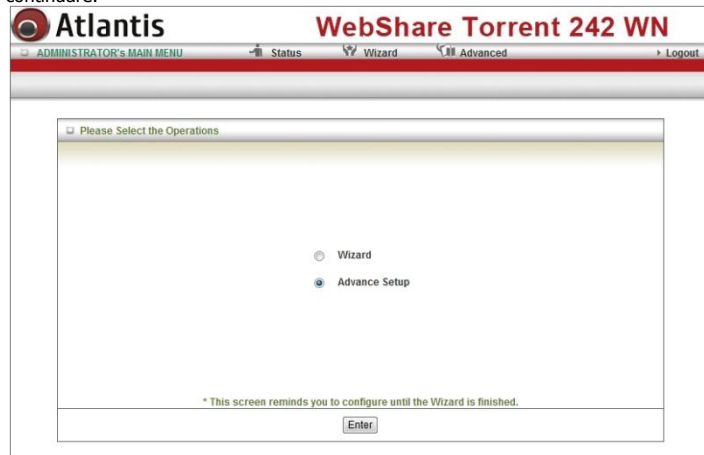 continuare.
Atlantis WebShare Torrent 242 WN
ADMINISTRATOR's MAIN MENU Status Wizard Advanced Logout
Please Select the Operations
Wizard
Advance Setup
* This screen reminds you to configure until the Wizard is finished.
Enter